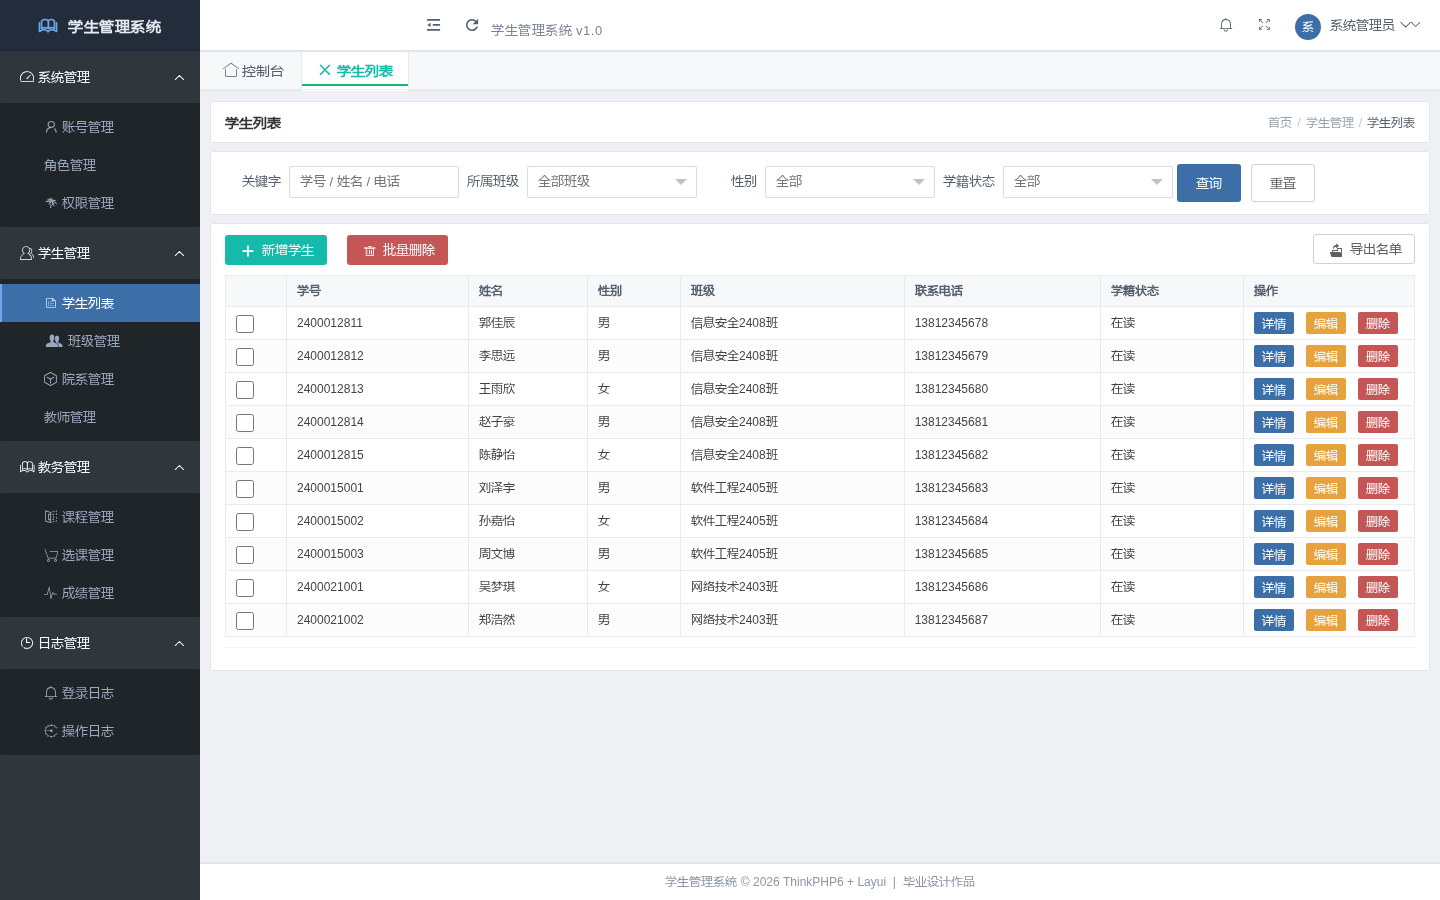 学生管理系统
学生管理系统 v1.0
系 系统管理员
系统管理
账号管理
角色管理
权限管理
学生管理
学生列表
班级管理
院系管理
教师管理
教务管理
课程管理
选课管理
成绩管理
日志管理
登录日志
操作日志
控制台 学生列表
学生列表 首页 / 学生管理 / 学生列表
关键字 学号 / 姓名 / 电话 所属班级 全部班级 性别 全部 学籍状态 全部 查询 重置
新增学生 批量删除 导出名单
学号 姓名 性别 班级 联系电话 学籍状态 操作
2400012811 郭佳辰 男 信息安全2408班 13812345678 在读 详情 编辑 删除
2400012812 李思远 男 信息安全2408班 13812345679 在读 详情 编辑 删除
2400012813 王雨欣 女 信息安全2408班 13812345680 在读 详情 编辑 删除
2400012814 赵子豪 男 信息安全2408班 13812345681 在读 详情 编辑 删除
2400012815 陈静怡 女 信息安全2408班 13812345682 在读 详情 编辑 删除
2400015001 刘泽宇 男 软件工程2405班 13812345683 在读 详情 编辑 删除
2400015002 孙嘉怡 女 软件工程2405班 13812345684 在读 详情 编辑 删除
2400015003 周文博 男 软件工程2405班 13812345685 在读 详情 编辑 删除
2400021001 吴梦琪 女 网络技术2403班 13812345686 在读 详情 编辑 删除
2400021002 郑浩然 男 网络技术2403班 13812345687 在读 详情 编辑 删除
学生管理系统 © 2026 ThinkPHP6 + Layui | 毕业设计作品